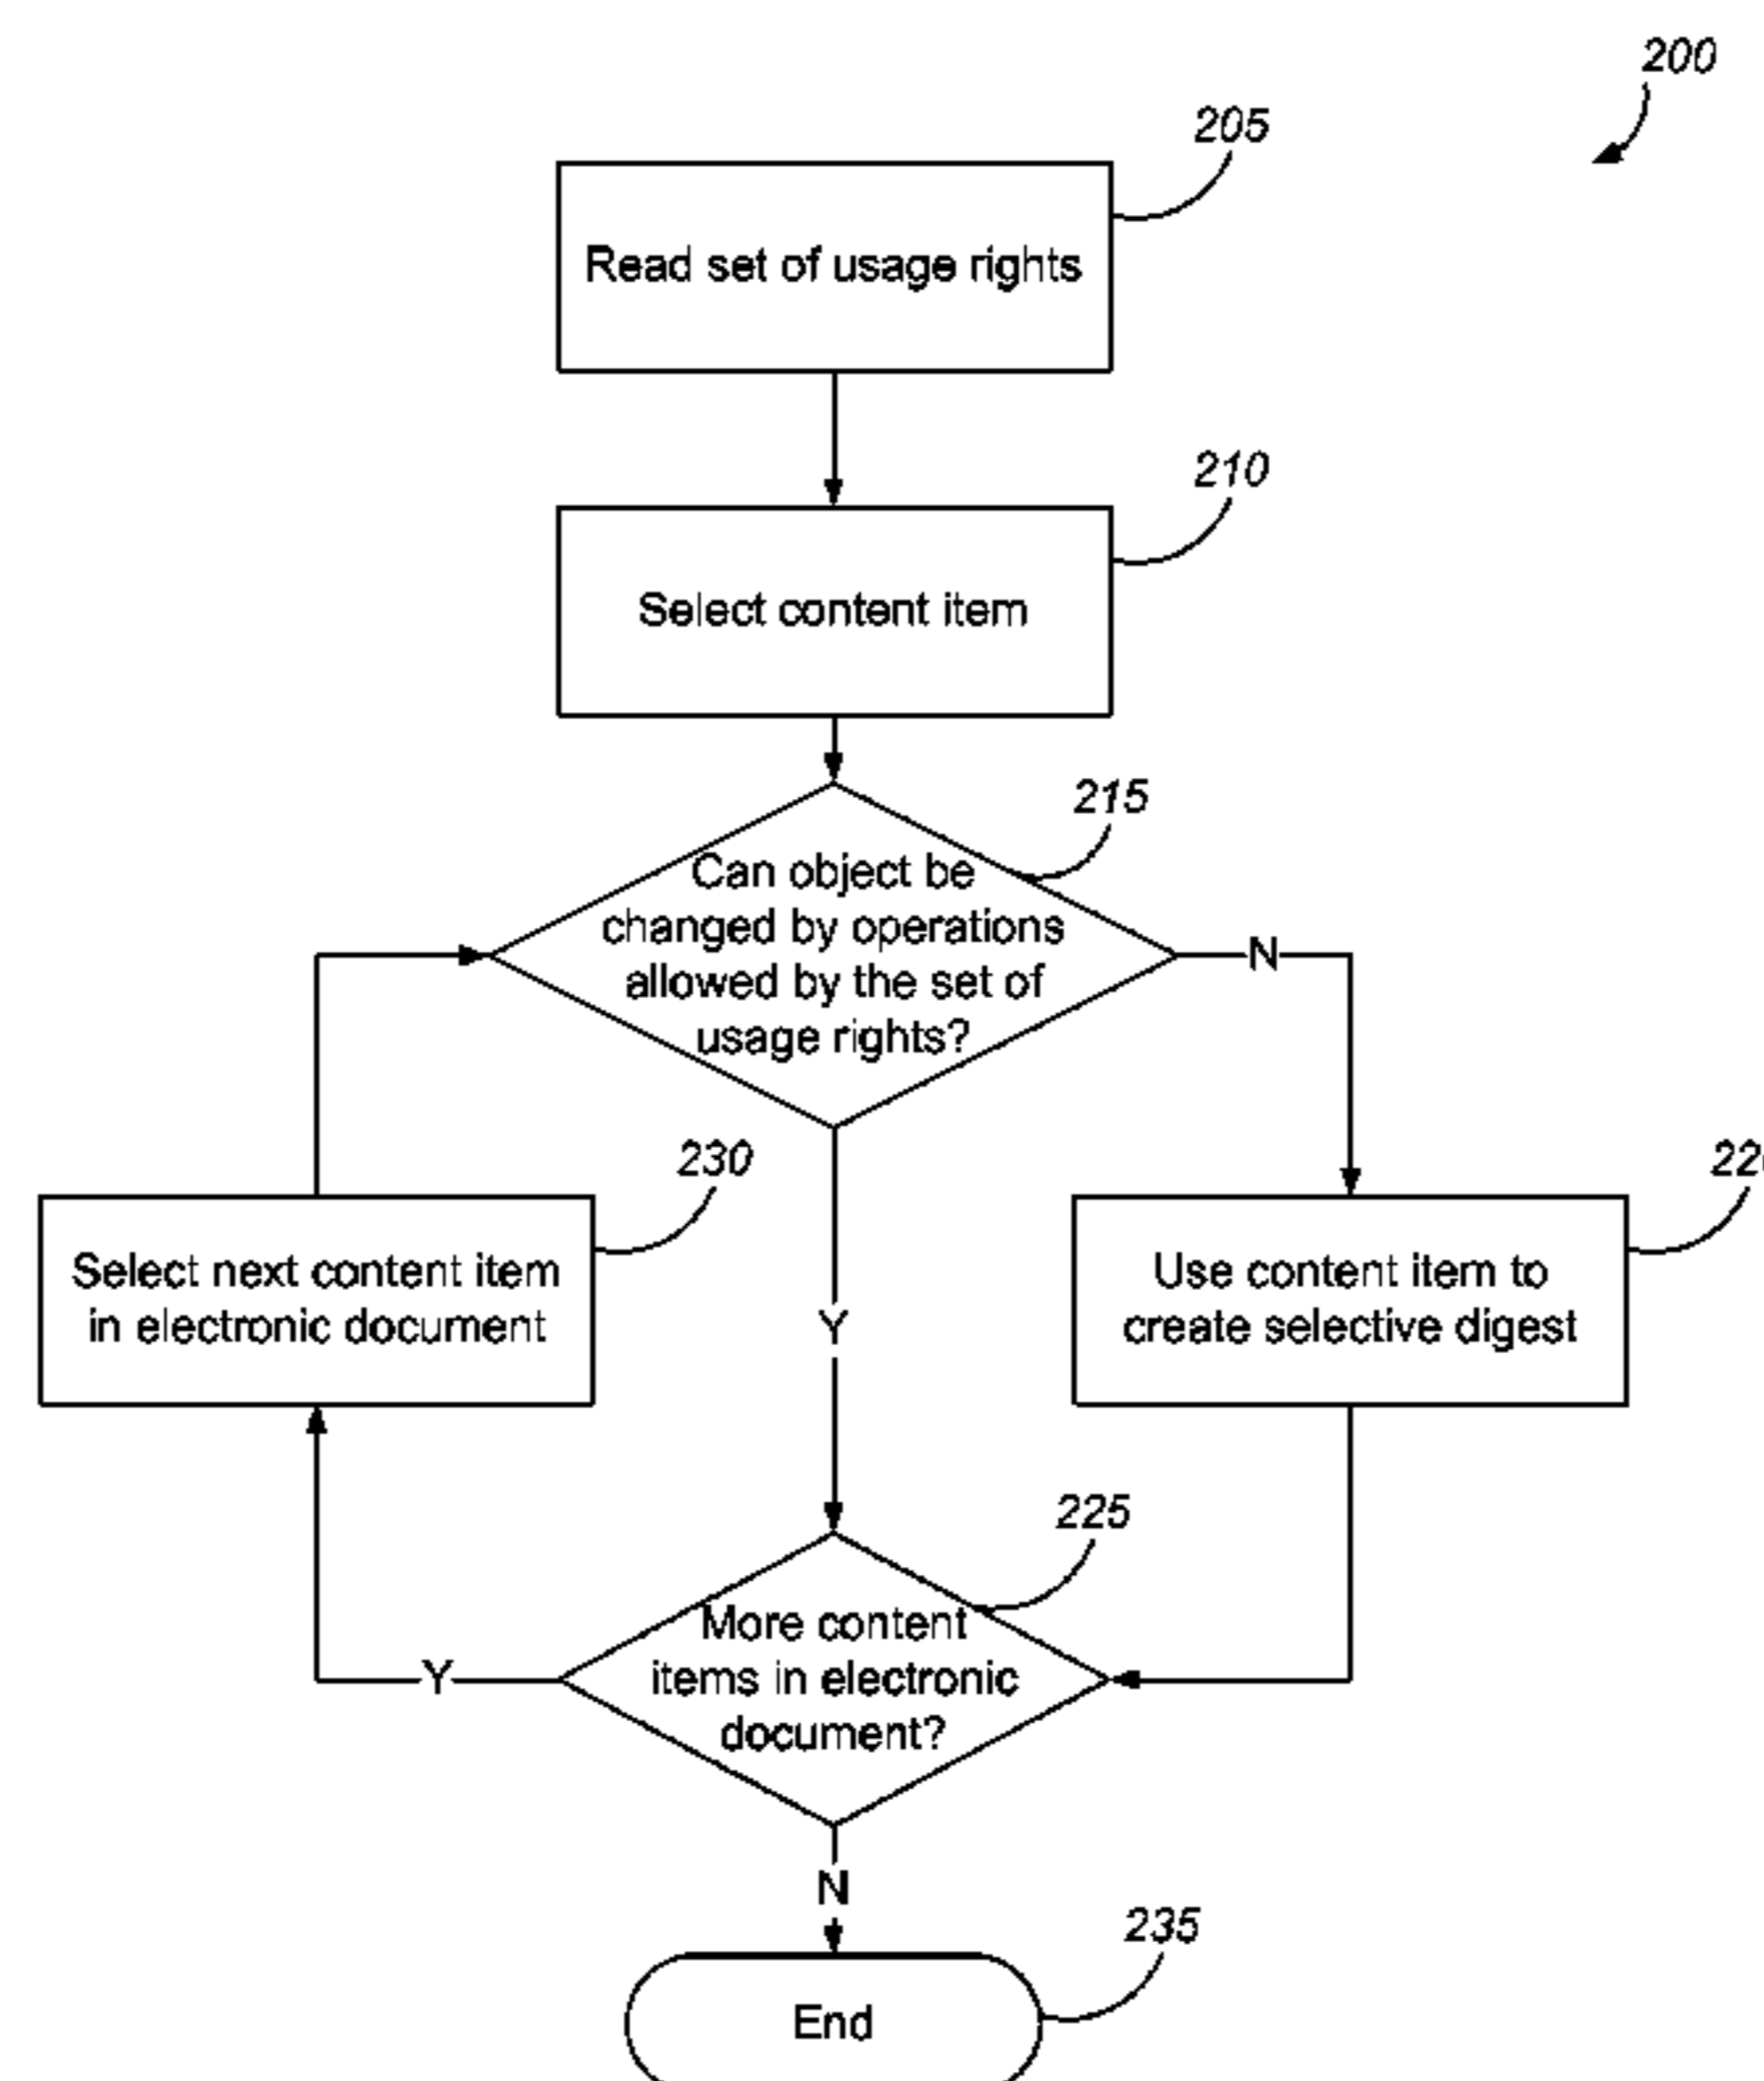 200
205
Read set of usage rights
210
Select content item
215
Can object be
changed by operations
allowed by the set of
usage rights?
N
230
Select next content item
in electronic document
Y
Use content item to
create selective digest
225
More content
items in electronic
document?
Y
N
235
End